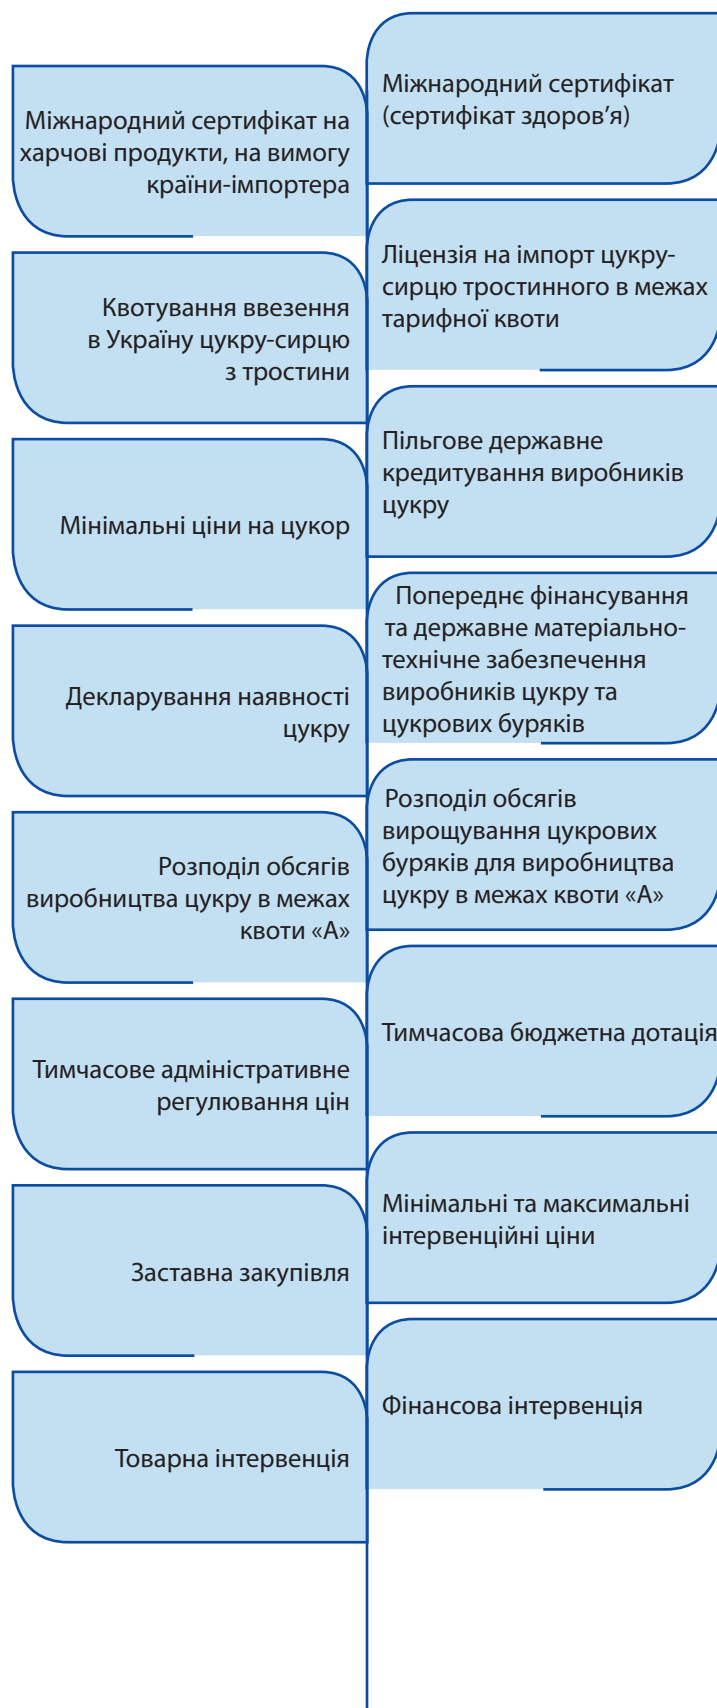 Міжнародний сертифікат
(сертифікат здоров’я)
Міжнародний сертифікат на
харчові продукти, на вимогу
країни-імпортера
Ліцензія на імпорт цукру-
сирцю тростинного в межах
тарифної квоти
Квотування ввезення
в Україну цукру-сирцю
з тростини
Пільгове державне
кредитування виробників
цукру
Мінімальні ціни на цукор
Попереднє фінансування
та державне матеріально-
технічне забезпечення
виробників цукру та
цукрових буряків
Декларування наявності
цукру
Розподіл обсягів
вирощування цукрових
буряків для виробництва
цукру в межах квоти «А»
Розподіл обсягів
виробництва цукру в межах
квоти «А»
Тимчасова бюджетна дотація
Тимчасове адміністративне
регулювання цін
Мінімальні та максимальні
інтервенційні ціни
Заставна закупівля
Фінансова інтервенція
Товарна інтервенція